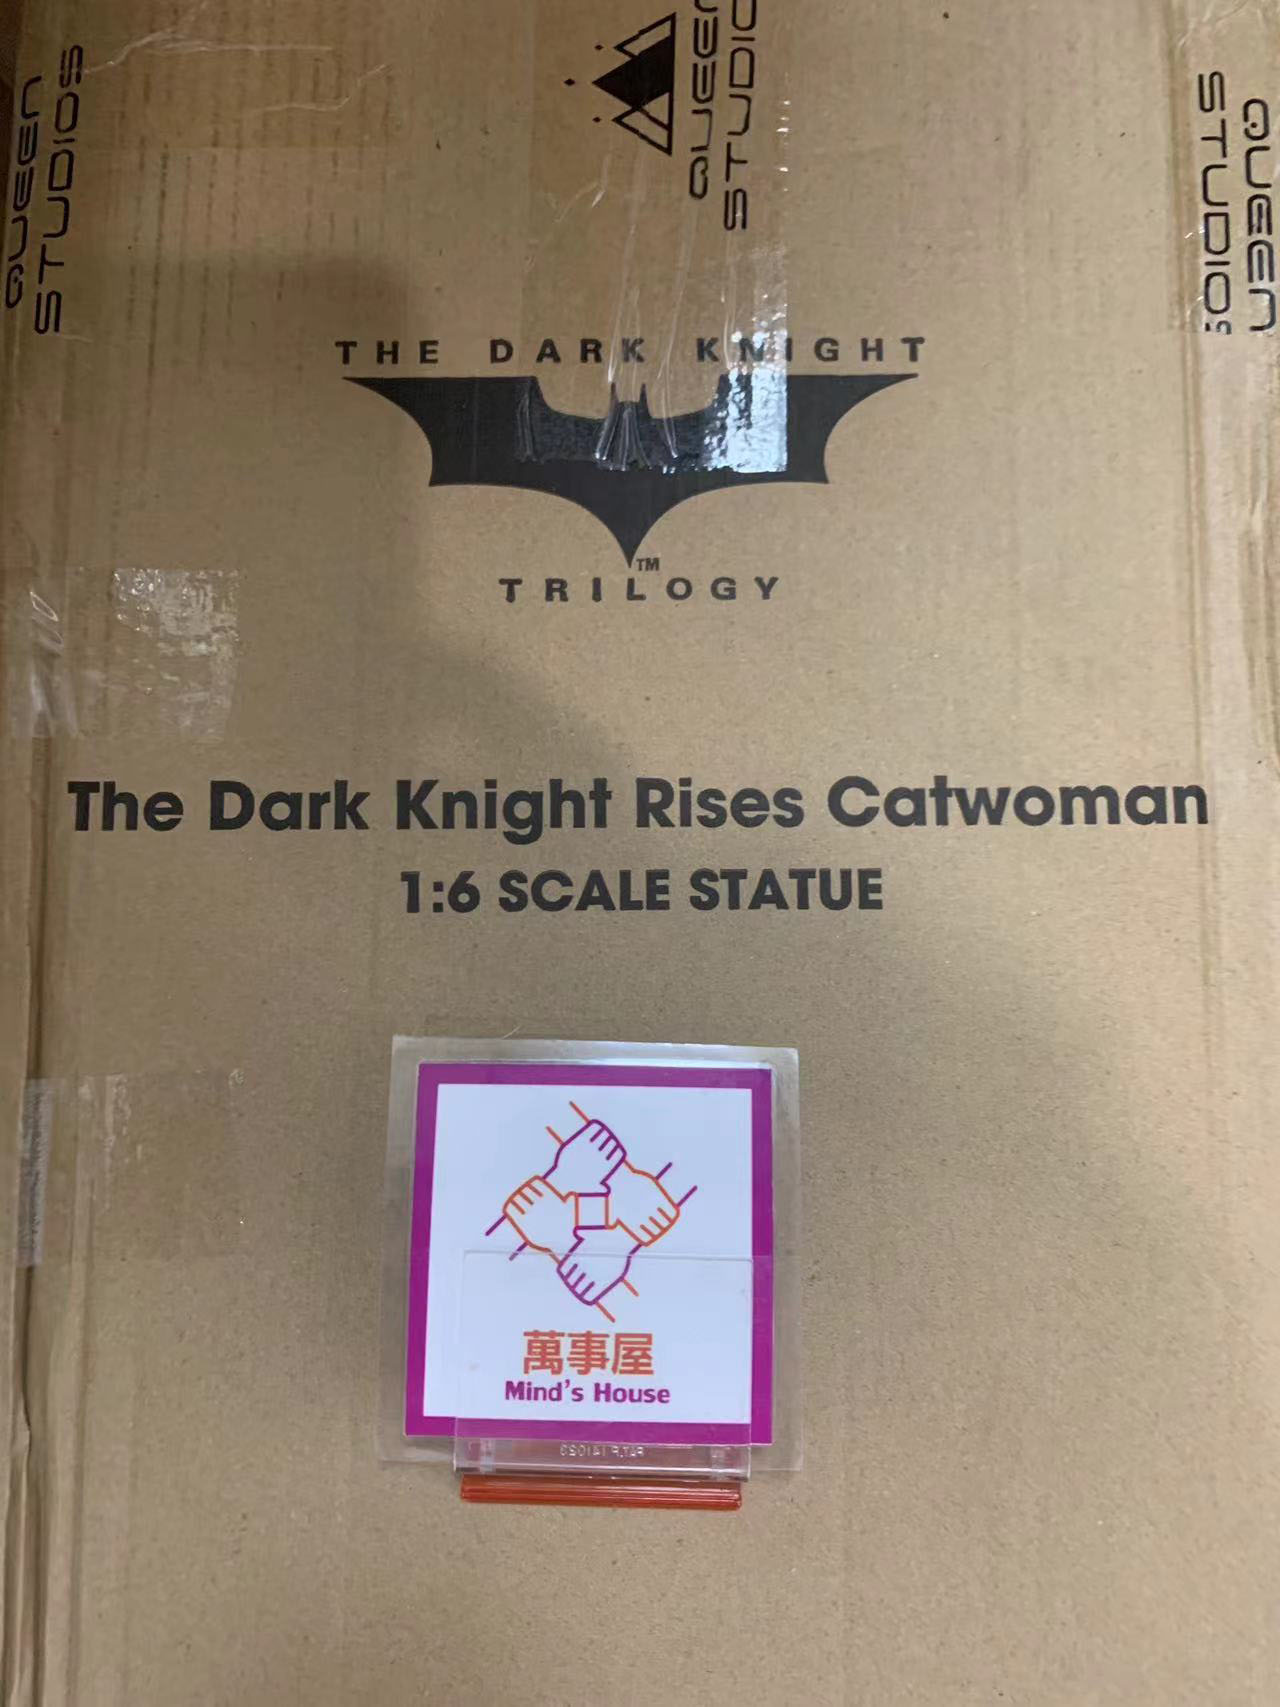 QUEEN
STUDIOS
QUEEN
STUDIO
QUEEN
STUDIOS
THE DARK KNIGHT
TM
TRILOGY
The Dark Knight Rises Catwoman
1:6 SCALE STATUE
萬事屋
Mind's House